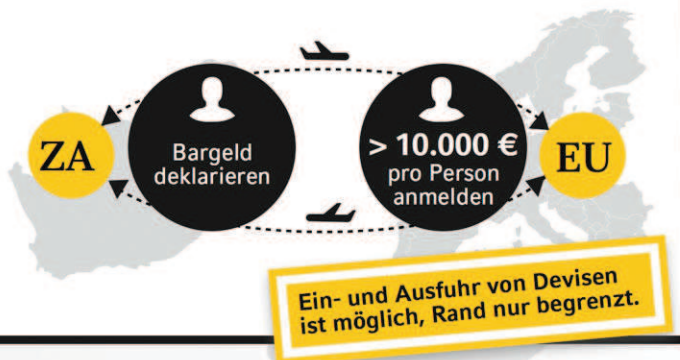 ZA
Bargeld
deklarieren
> 10.000 €
pro Person
anmelden
EU
Ein- und Ausfuhr von Devisen
ist möglich, Rand nur begrenzt.